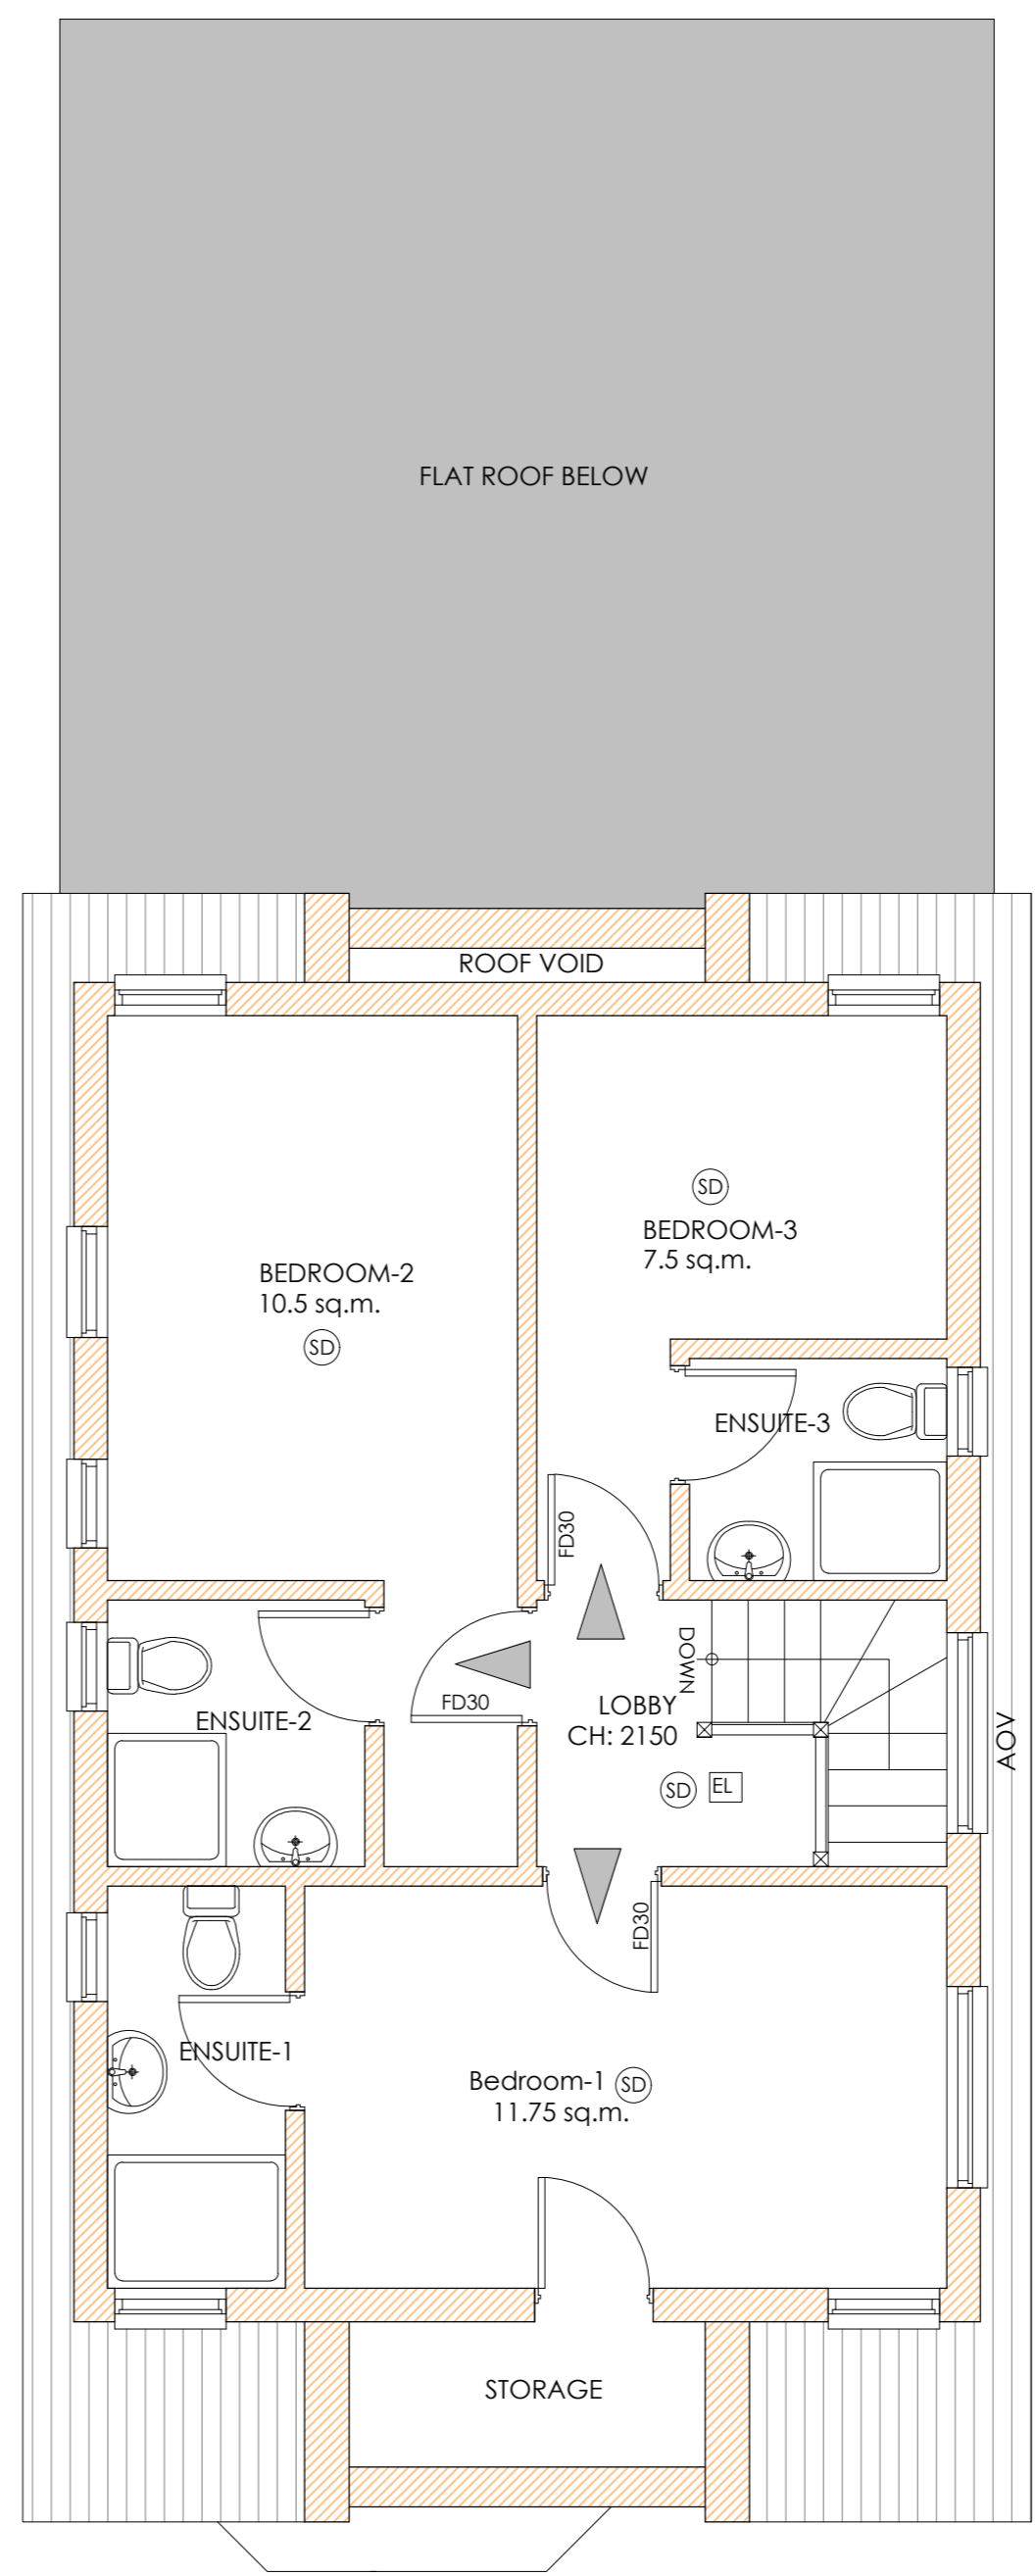 FLAT ROOF BELOW
ROOF VOID
SD
BEDROOM-3
7.5 sq.m.
BEDROOM-2
10.5 sq.m.
SD
ENSUITE-3
FD30
DOWN
FD30
LOBBY
CH: 2150
ENSUITE-2
AOV
SD
EL
FD30
ENSUITE-1
Bedroom-1
SD
11.75 sq.m.
STORAGE